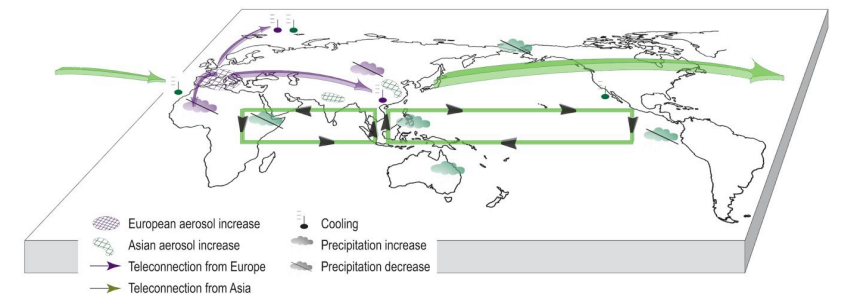 European aerosol increase
Asian aerosol increase
Teleconnection from Europe
Teleconnection from Asia
Cooling
Precipitation increase
Precipitation decrease